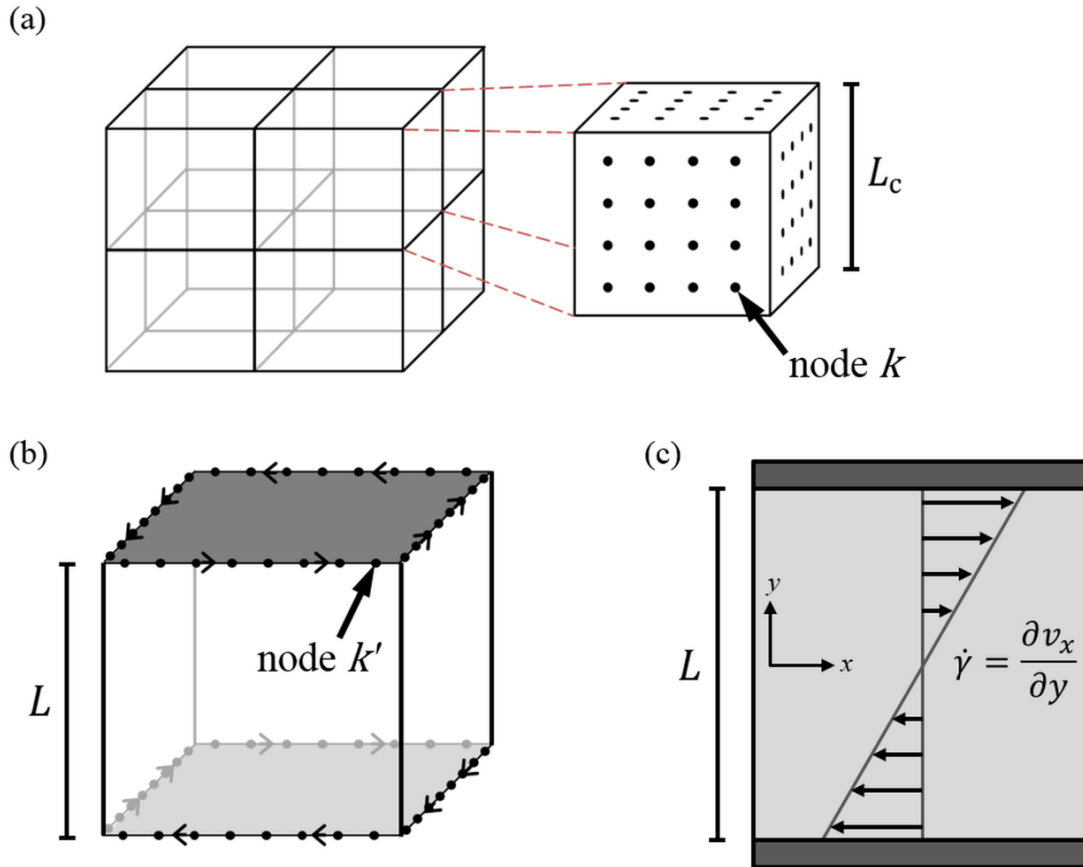 (a)
L_c
node k
(b)
node k′
L
(c)
L
y
x
γ̇ = ∂v_x / ∂y